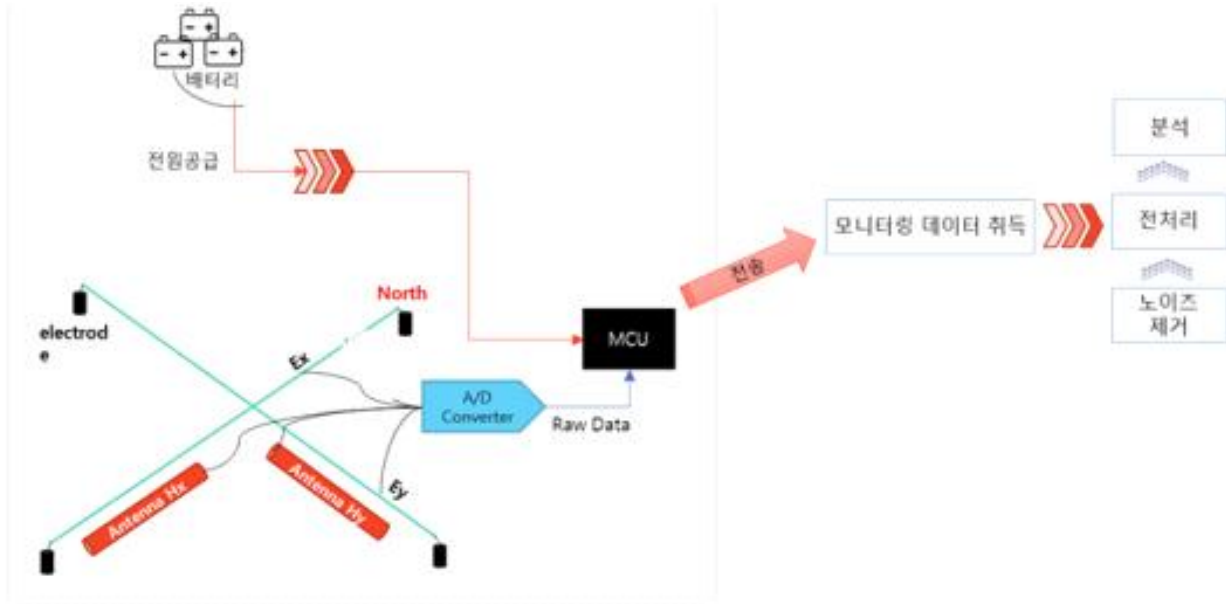 배터리
전원공급
분석
모니터링 데이터 취득
전처리
전송
노이즈
제거
North
electrod
e
MCU
Ex
A/D
Converter
Raw Data
Antenna Hx
Antenna Hy
Ey